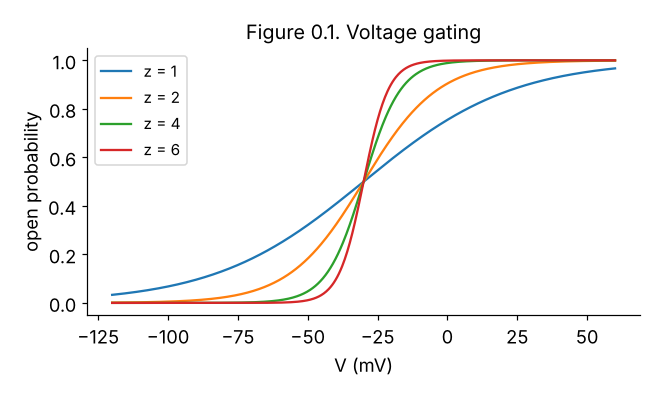 Figure 0.1. Voltage gating
z = 1
z = 2
z = 4
z = 6
open probability
1.0
0.8
0.6
0.4
0.2
0.0
−125 −100 −75 −50 −25 0 25 50
V (mV)